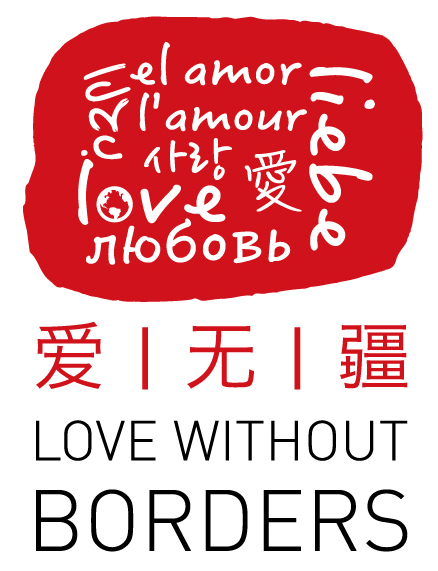 el amor
l'amour
사랑
愛
love
любовь
liebe
爱 | 无 | 疆
LOVE WITHOUT
BORDERS